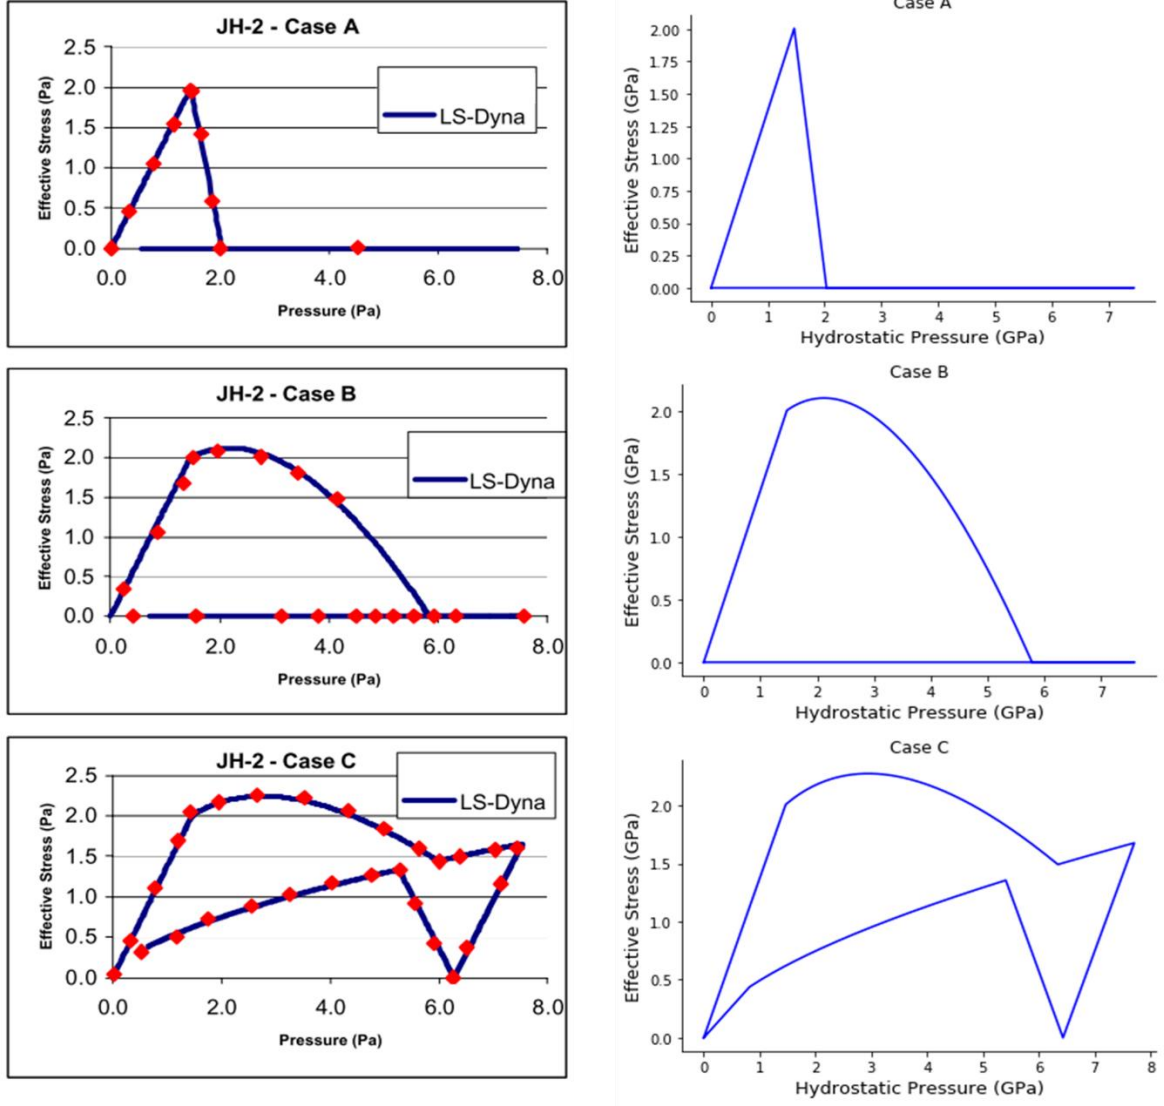 JH-2 - Case A
2.5
2.0
1.5
1.0
0.5
0.0
0.0 2.0 4.0 6.0 8.0
Effective Stress (Pa)
Pressure (Pa)
LS-Dyna
Case A
2.00
1.75
1.50
1.25
1.00
0.75
0.50
0.25
0.00
0 1 2 3 4 5 6 7
Effective Stress (GPa)
Hydrostatic Pressure (GPa)
JH-2 - Case B
2.5
2.0
1.5
1.0
0.5
0.0
0.0 2.0 4.0 6.0 8.0
Effective Stress (Pa)
Pressure (Pa)
LS-Dyna
Case B
2.0
1.5
1.0
0.5
0.0
0 1 2 3 4 5 6 7
Effective Stress (GPa)
Hydrostatic Pressure (GPa)
JH-2 - Case C
2.5
2.0
1.5
1.0
0.5
0.0
0.0 2.0 4.0 6.0 8.0
Effective Stress (Pa)
Pressure (Pa)
LS-Dyna
Case C
2.0
1.5
1.0
0.5
0.0
0 1 2 3 4 5 6 7 8
Effective Stress (GPa)
Hydrostatic Pressure (GPa)